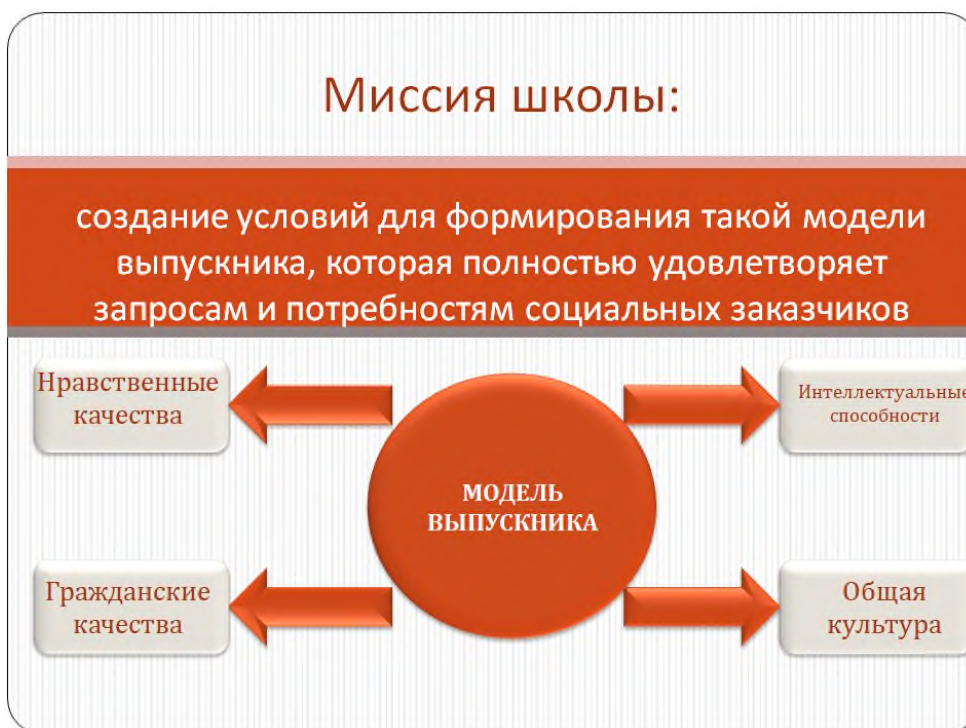 Миссия школы:
создание условий для формирования такой модели
выпускника, которая полностью удовлетворяет
запросам и потребностям социальных заказчиков
Нравственные
качества
Интеллектуальные
способности
МОДЕЛЬ
ВЫПУСКНИКА
Гражданские
качества
Общая
культура